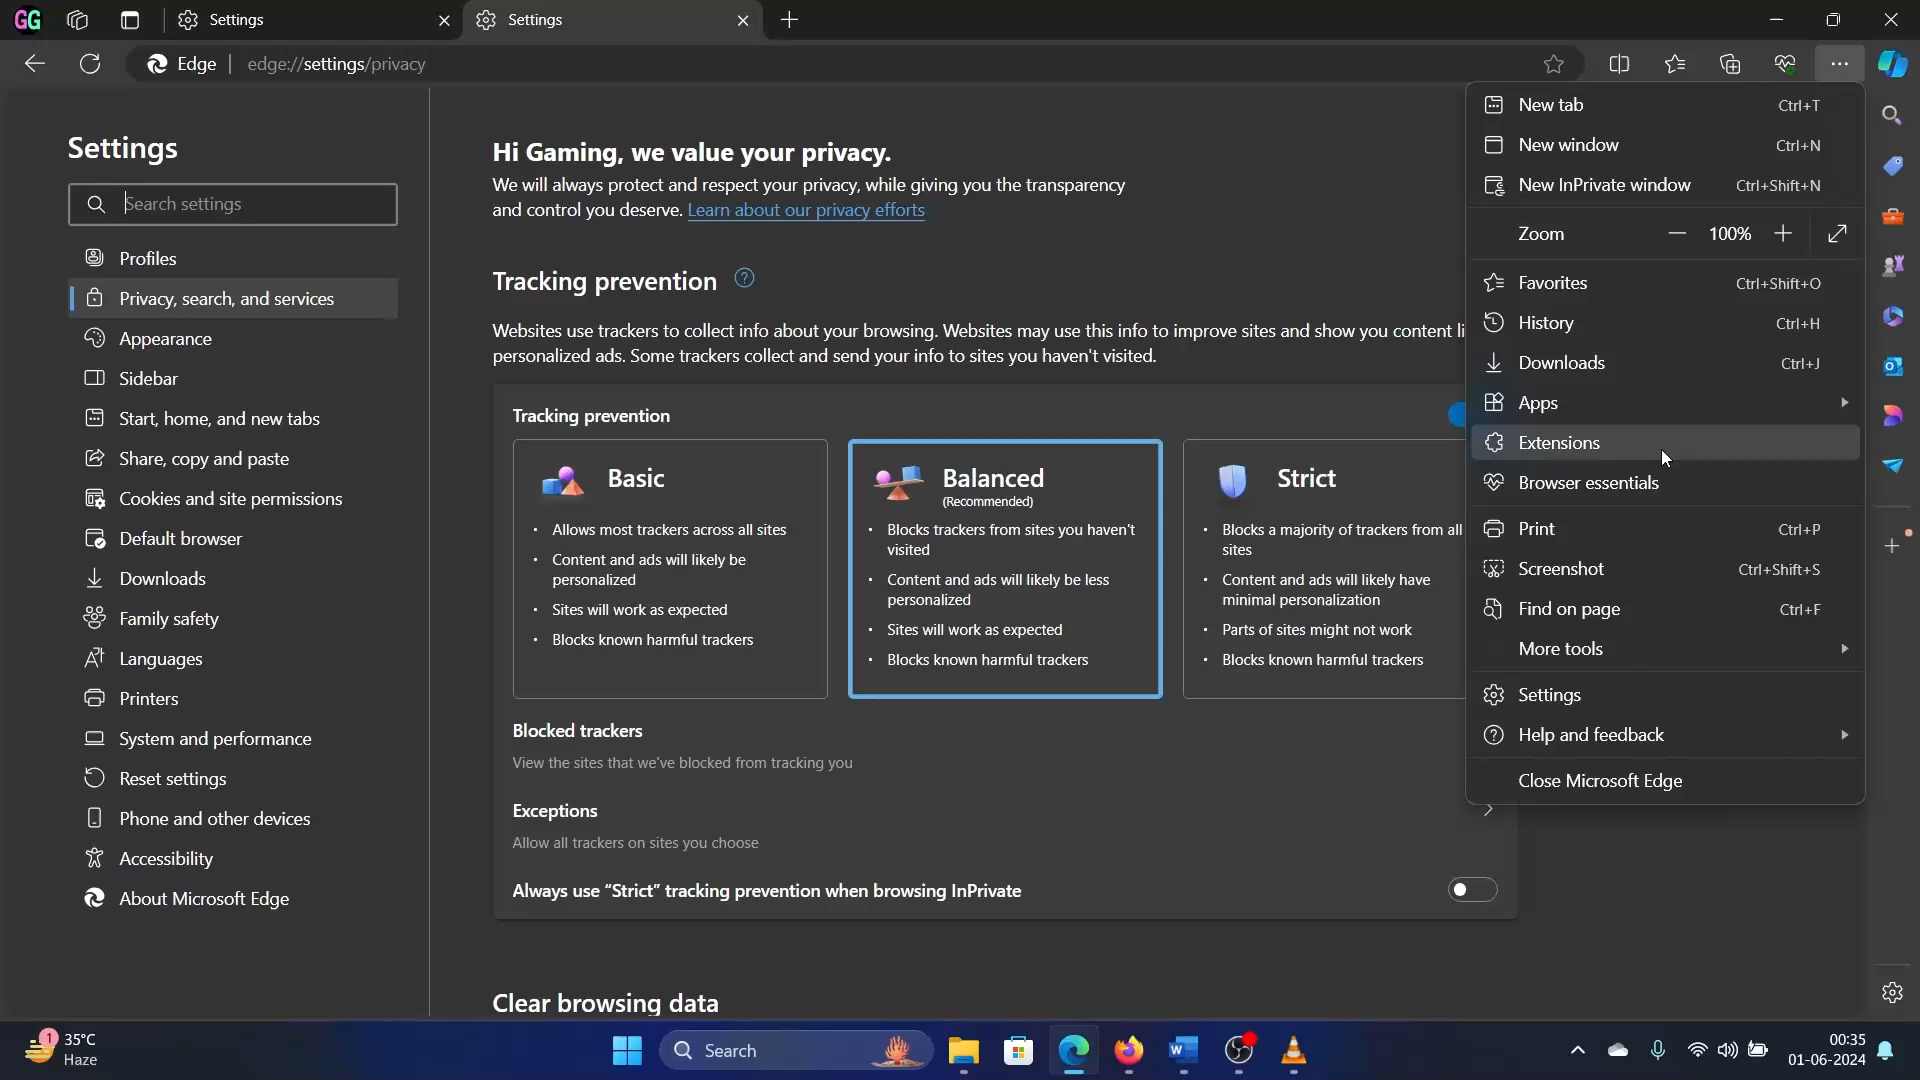 GG
Settings
Settings
Edge
edge://settings/privacy
Settings
Search settings
Profiles
Privacy, search, and services
Appearance
Sidebar
Start, home, and new tabs
Share, copy and paste
Cookies and site permissions
Default browser
Downloads
Family safety
Languages
Printers
System and performance
Reset settings
Phone and other devices
Accessibility
About Microsoft Edge
Hi Gaming, we value your privacy.
We will always protect and respect your privacy, while giving you the transparency
and control you deserve. Learn about our privacy efforts
Tracking prevention
Websites use trackers to collect info about your browsing. Websites may use this info to improve sites and show you content li
personalized ads. Some trackers collect and send your info to sites you haven't visited.
Tracking prevention
Basic
• Allows most trackers across all sites
• Content and ads will likely be
personalized
• Sites will work as expected
• Blocks known harmful trackers
Balanced
(Recommended)
• Blocks trackers from sites you haven't
visited
• Content and ads will likely be less
personalized
• Sites will work as expected
• Blocks known harmful trackers
Strict
• Blocks a majority of trackers from all
sites
• Content and ads will likely have
minimal personalization
• Parts of sites might not work
• Blocks known harmful trackers
Blocked trackers
View the sites that we've blocked from tracking you
Exceptions
Allow all trackers on sites you choose
Always use “Strict” tracking prevention when browsing InPrivate
Clear browsing data
New tab Ctrl+T
New window Ctrl+N
New InPrivate window Ctrl+Shift+N
Zoom 100%
Favorites Ctrl+Shift+O
History Ctrl+H
Downloads Ctrl+J
Apps
Extensions
Browser essentials
Print Ctrl+P
Screenshot Ctrl+Shift+S
Find on page Ctrl+F
More tools
Settings
Help and feedback
Close Microsoft Edge
1
35°C
Haze
Search
00:35
01-06-2024